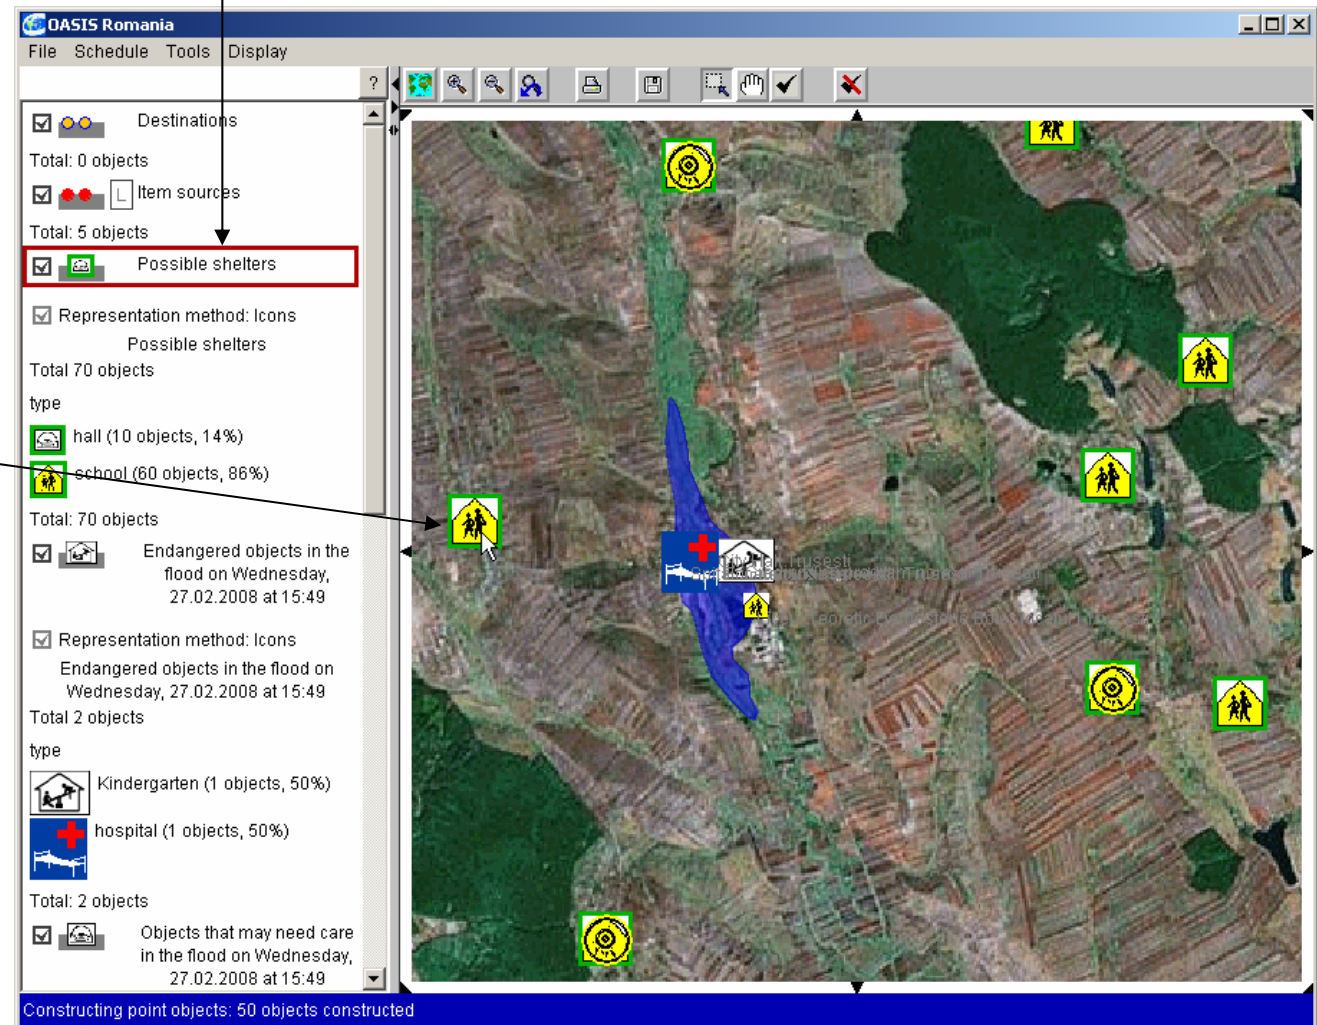 OASIS Romania
File Schedule Tools Display
?
Destinations
Total: 0 objects
L Item sources
Total: 5 objects
Possible shelters
Representation method: Icons
Possible shelters
Total 70 objects
type
hall (10 objects, 14%)
school (60 objects, 86%)
Total: 70 objects
Endangered objects in the
flood on Wednesday,
27.02.2008 at 15:49
Representation method: Icons
Endangered objects in the flood on
Wednesday, 27.02.2008 at 15:49
Total 2 objects
type
Kindergarten (1 objects, 50%)
hospital (1 objects, 50%)
Total: 2 objects
Objects that may need care
in the flood on Wednesday,
27.02.2008 at 15:49
Constructing point objects: 50 objects constructed